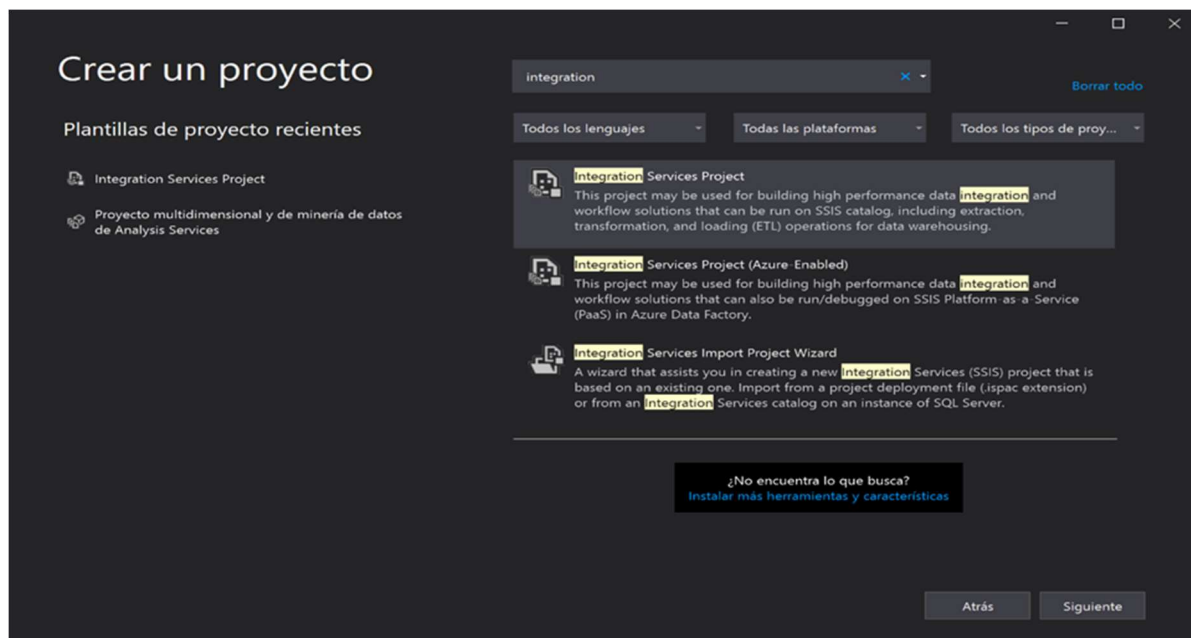 Crear un proyecto
Plantillas de proyecto recientes
Integration Services Project
Proyecto multidimensional y de minería de datos
de Analysis Services
integration
Borrar todo
Todos los lenguajes
Todas las plataformas
Todos los tipos de proy...
Integration Services Project
This project may be used for building high performance data integration and
workflow solutions that can be run on SSIS catalog, including extraction,
transformation, and loading (ETL) operations for data warehousing.
Integration Services Project (Azure-Enabled)
This project may be used for building high performance data integration and
workflow solutions that can also be run/debugged on SSIS Platform-as-a-Service
(PaaS) in Azure Data Factory.
Integration Services Import Project Wizard
A wizard that assists you in creating a new Integration Services (SSIS) project that is
based on an existing one. Import from a project deployment file (.ispac extension)
or from an Integration Services catalog on an instance of SQL Server.
¿No encuentra lo que busca?
Instalar más herramientas y características
Atrás
Siguiente